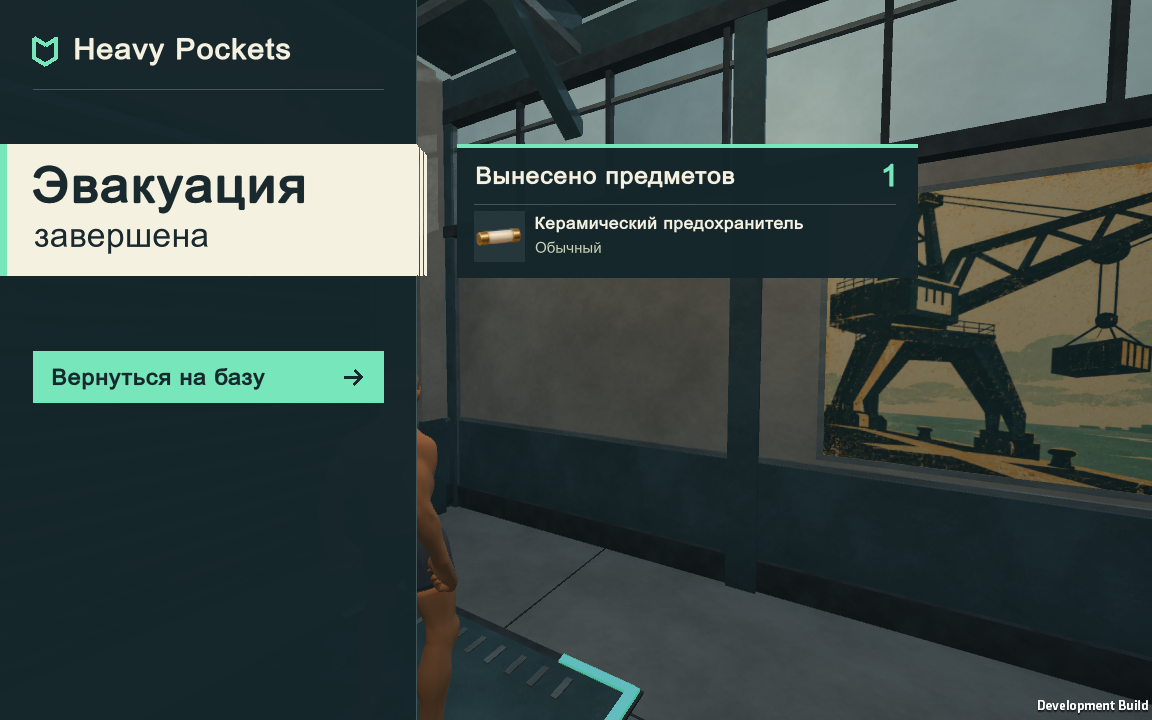 Heavy Pockets
Эвакуация
завершена
Вынесено предметов 1
Керамический предохранитель
Обычный
Вернуться на базу
Development Build